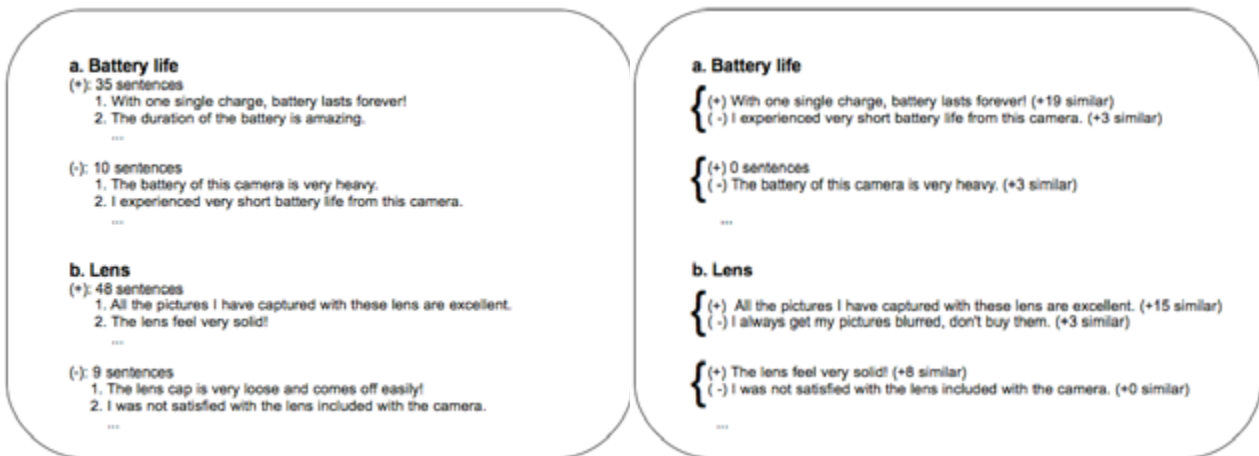 a. Battery life
(+): 35 sentences
1. With one single charge, battery lasts forever!
2. The duration of the battery is amazing.
...
(-): 10 sentences
1. The battery of this camera is very heavy.
2. I experienced very short battery life from this camera.
...
b. Lens
(+): 48 sentences
1. All the pictures I have captured with these lens are excellent.
2. The lens feel very solid!
...
(-): 9 sentences
1. The lens cap is very loose and comes off easily!
2. I was not satisfied with the lens included with the camera.
...
a. Battery life
(+) With one single charge, battery lasts forever! (+19 similar)
(-) I experienced very short battery life from this camera. (+3 similar)
(+) 0 sentences
(-) The battery of this camera is very heavy. (+3 similar)
...
b. Lens
(+) All the pictures I have captured with these lens are excellent. (+15 similar)
(-) I always get my pictures blurred, don't buy them. (+3 similar)
(+) The lens feel very solid! (+8 similar)
(-) I was not satisfied with the lens included with the camera. (+0 similar)
...